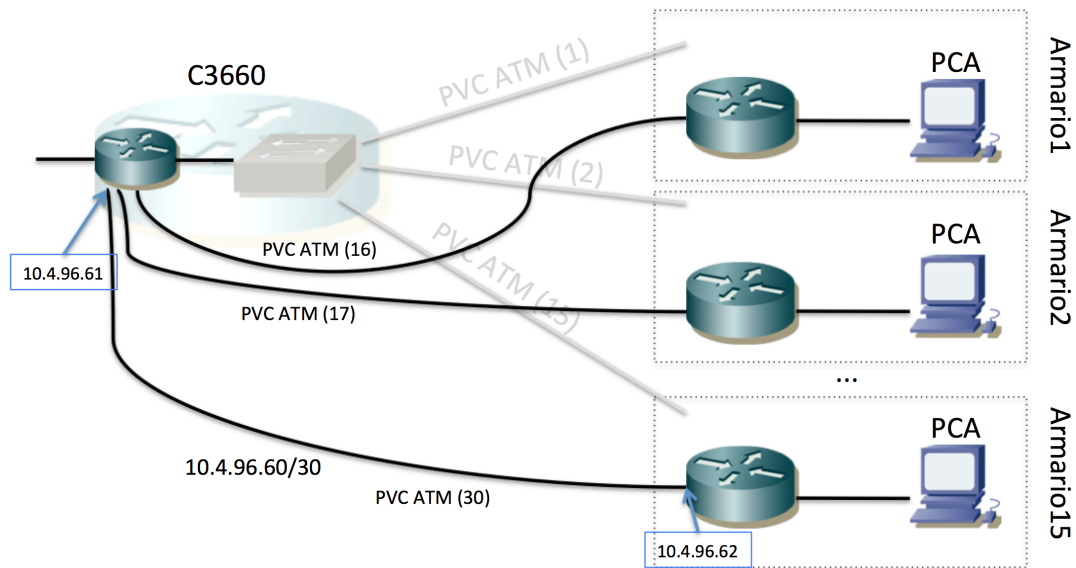 C3660
PVC ATM (1)
PVC ATM (2)
PVC ATM (15)
PVC ATM (16)
PVC ATM (17)
PVC ATM (30)
10.4.96.61
10.4.96.60/30
10.4.96.62
PCA
Armario1
PCA
Armario2
...
PCA
Armario15